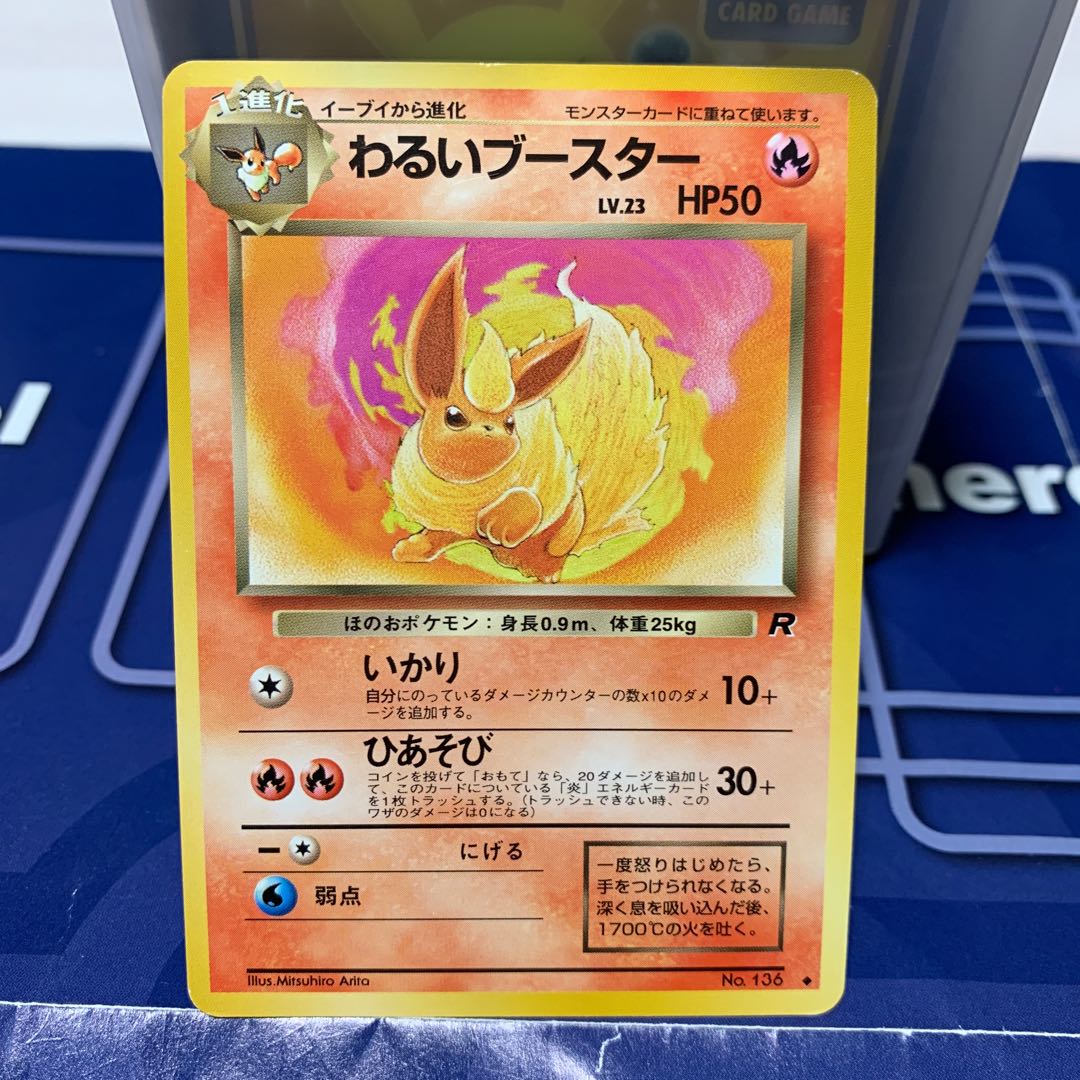 CARD GAME
1進化
イーブイから進化
モンスターカードに重ねて使います。
わるいブースター
LV.23 HP50
ほのおポケモン：身長0.9m、体重25kg
R
いかり
自分にのっているダメージカウンターの数x10のダメ
ージを追加する。
10+
ひあそび
コインを投げて「おもて」なら、20ダメージを追加し
て、このカードについている「炎」エネルギーカード
を1枚トラッシュする。（トラッシュできない時、この
ワザのダメージは0になる）
30+
にげる
弱点
一度怒りはじめたら、
手をつけられなくなる。
深く息を吸い込んだ後、
1700℃の火を吐く。
Illus.Mitsuhiro Arita
No. 136